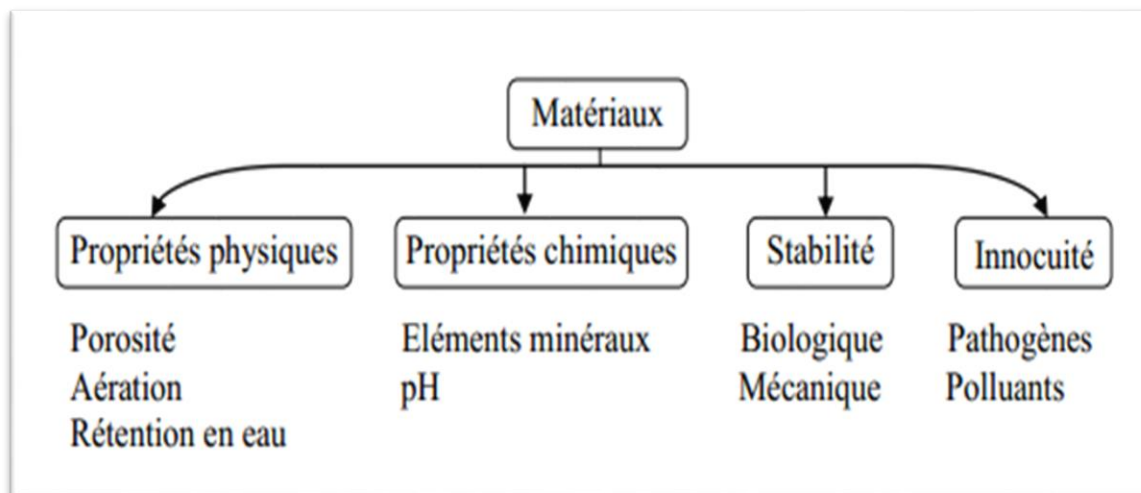 Matériaux
Propriétés physiques
Propriétés chimiques
Stabilité
Innocuité
Porosité
Aération
Rétention en eau
Eléments minéraux
pH
Biologique
Mécanique
Pathogènes
Polluants